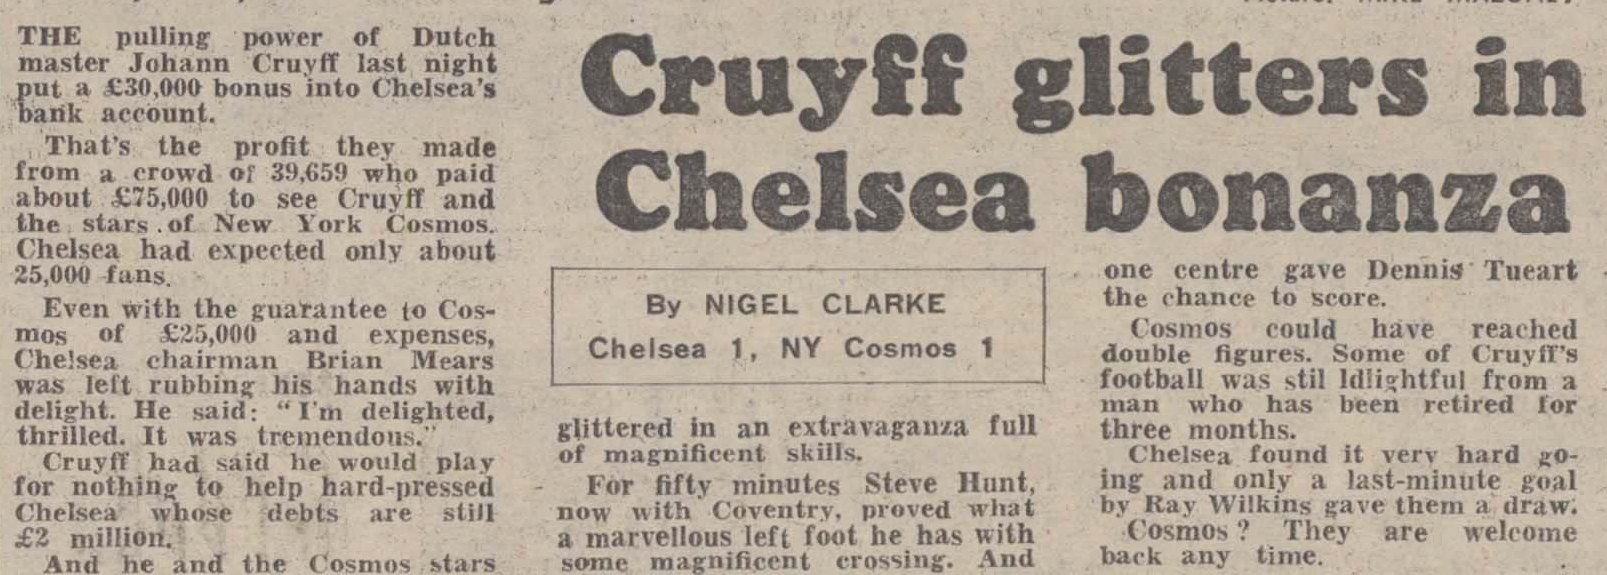 Cruyff glitters in
Chelsea bonanza
THE pulling power of Dutch
master Johann Cruyff last night
put a £30,000 bonus into Chelsea's
bank account.
That's the profit they made
from a crowd of 39,659 who paid
about £75,000 to see Cruyff and
the stars of New York Cosmos.
Chelsea had expected only about
25,000 fans.
Even with the guarantee to Cos-
mos of £25,000 and expenses,
Chelsea chairman Brian Mears
was left rubbing his hands with
delight. He said: "I'm delighted,
thrilled. It was tremendous."
Cruyff had said he would play
for nothing to help hard-pressed
Chelsea whose debts are still
£2 million.
And he and the Cosmos stars
By NIGEL CLARKE
Chelsea 1, NY Cosmos 1
glittered in an extravaganza full
of magnificent skills.
For fifty minutes Steve Hunt,
now with Coventry, proved what
a marvellous left foot he has with
some magnificent crossing. And
one centre gave Dennis Tueart
the chance to score.
Cosmos could have reached
double figures. Some of Cruyff's
football was stil ldlightful from a
man who has been retired for
three months.
Chelsea found it very hard go-
ing and only a last-minute goal
by Ray Wilkins gave them a draw.
Cosmos? They are welcome
back any time.